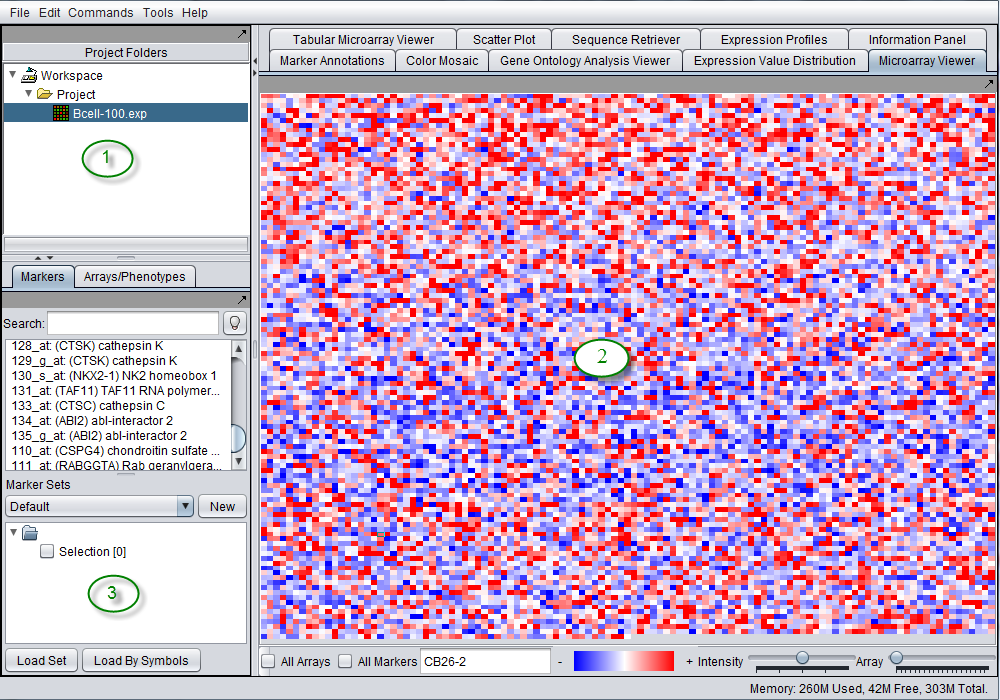 File Edit Commands Tools Help
Project Folders
Workspace
Project
Bcell-100.exp
1
Markers Arrays/Phenotypes
Search:
128_at: (CTSK) cathepsin K
129_g_at: (CTSK) cathepsin K
130_s_at: (NKX2-1) NK2 homeobox 1
131_at: (TAF11) TAF11 RNA polymer...
133_at: (CTSC) cathepsin C
134_at: (ABI2) abl-interactor 2
135_g_at: (ABI2) abl-interactor 2
110_at: (CSPG4) chondroitin sulfate ...
111_at: (RABGGTA) Rab geranylgera...
Marker Sets
Default New
Selection [0]
3
Load Set Load By Symbols
Tabular Microarray Viewer Scatter Plot Sequence Retriever Expression Profiles Information Panel
Marker Annotations Color Mosaic Gene Ontology Analysis Viewer Expression Value Distribution Microarray Viewer
2
All Arrays All Markers CB26-2 - + Intensity Array
Memory: 260M Used, 42M Free, 303M Total.